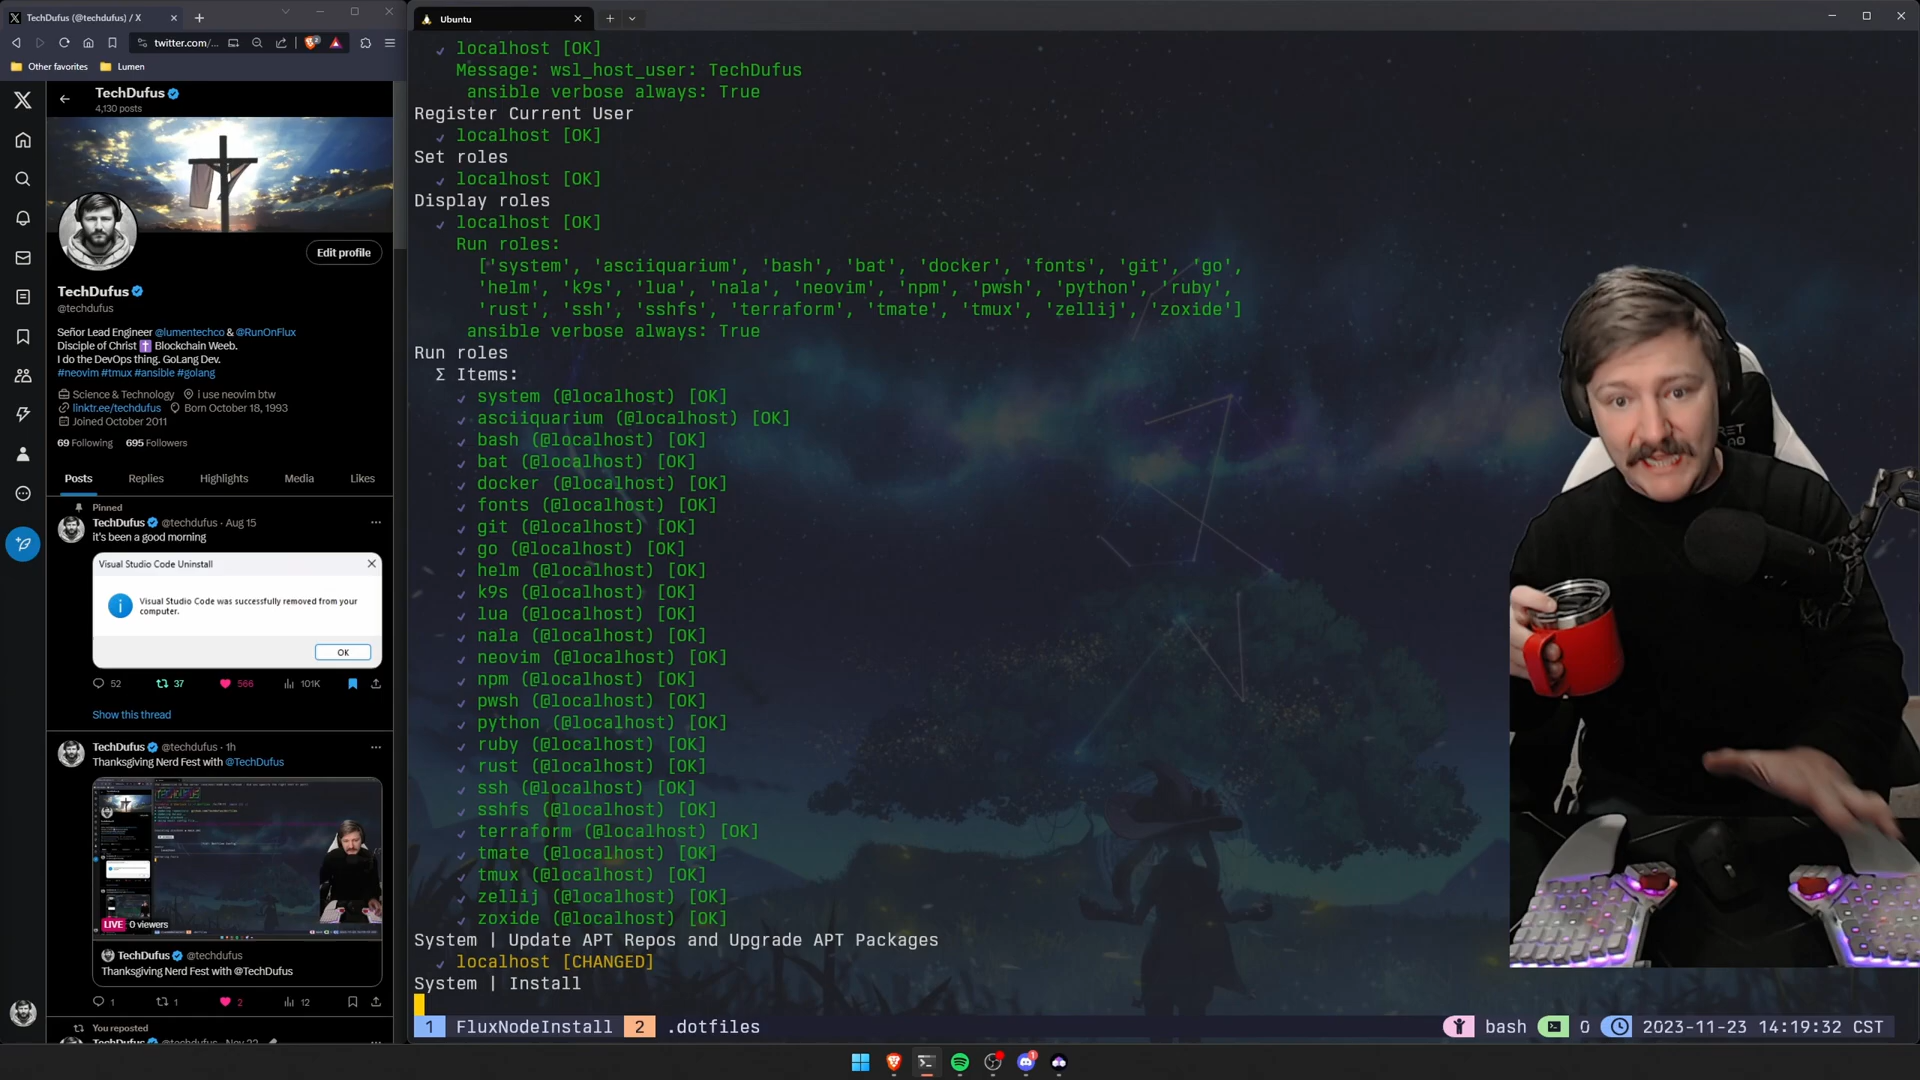 TechDufus (@techdufus) / X
Ubuntu
twitter.com/...
Other favorites
Lumen
TechDufus
4,130 posts
Edit profile
TechDufus
@techdufus
Señor Lead Engineer @lumentechco & @RunOnFlux
Disciple of Christ ✝️ Blockchain Weeb.
I do the DevOps thing. GoLang Dev.
#neovim #tmux #ansible #golang
Science & Technology i use neovim btw
linktr.ee/techdufus Born October 18, 1993
Joined October 2011
69 Following 695 Followers
Posts Replies Highlights Media Likes
Pinned
TechDufus @techdufus · Aug 15
it's been a good morning
Visual Studio Code Uninstall
Visual Studio Code was successfully removed from your
computer.
OK
52 37 566 101K
Show this thread
TechDufus @techdufus · 1h
Thanksgiving Nerd Fest with @TechDufus
LIVE 0 viewers
TechDufus @techdufus
Thanksgiving Nerd Fest with @TechDufus
1 1 2 12
You reposted
TechDufus @techdufus · Nov 22
localhost [OK]
Message: wsl_host_user: TechDufus
ansible verbose always: True
Register Current User
localhost [OK]
Set roles
localhost [OK]
Display roles
localhost [OK]
Run roles:
['system', 'asciiquarium', 'bash', 'bat', 'docker', 'fonts', 'git', 'go',
'helm', 'k9s', 'lua', 'nala', 'neovim', 'npm', 'pwsh', 'python', 'ruby',
'rust', 'ssh', 'sshfs', 'terraform', 'tmate', 'tmux', 'zellij', 'zoxide']
ansible verbose always: True
Run roles
Σ Items:
system (@localhost) [OK]
asciiquarium (@localhost) [OK]
bash (@localhost) [OK]
bat (@localhost) [OK]
docker (@localhost) [OK]
fonts (@localhost) [OK]
git (@localhost) [OK]
go (@localhost) [OK]
helm (@localhost) [OK]
k9s (@localhost) [OK]
lua (@localhost) [OK]
nala (@localhost) [OK]
neovim (@localhost) [OK]
npm (@localhost) [OK]
pwsh (@localhost) [OK]
python (@localhost) [OK]
ruby (@localhost) [OK]
rust (@localhost) [OK]
ssh (@localhost) [OK]
sshfs (@localhost) [OK]
terraform (@localhost) [OK]
tmate (@localhost) [OK]
tmux (@localhost) [OK]
zellij (@localhost) [OK]
zoxide (@localhost) [OK]
System | Update APT Repos and Upgrade APT Packages
localhost [CHANGED]
System | Install
1 FluxNodeInstall 2 .dotfiles
bash 0 2023-11-23 14:19:32 CST